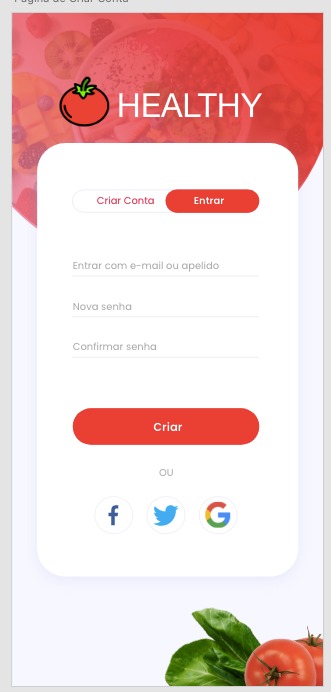 Página de Criar Conta
HEALTHY
Criar Conta
Entrar
Entrar com e-mail ou apelido
Nova senha
Confirmar senha
Criar
OU